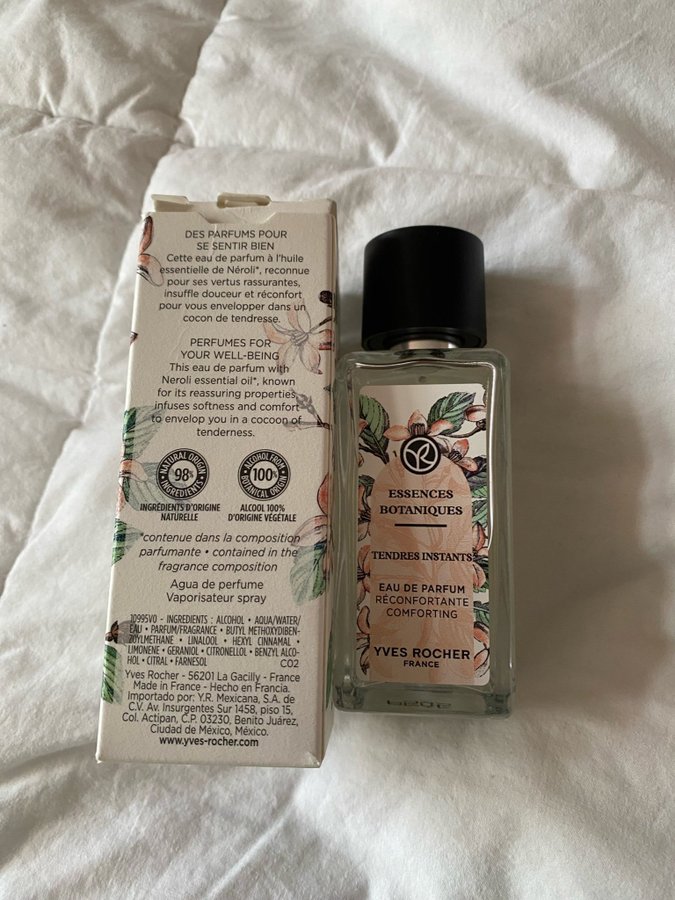 DES PARFUMS POUR
SE SENTIR BIEN
Cette eau de parfum à l'huile
essentielle de Néroli*, reconnue
pour ses vertus rassurantes,
insuffle douceur et réconfort
pour vous envelopper dans un
cocon de tendresse.
PERFUMES FOR
YOUR WELL-BEING
This eau de parfum with
Neroli essential oil*, known
for its reassuring properties,
infuses softness and comfort
to envelop you in a cocoon of
tenderness.
NATURAL ORIGIN
98%
INGREDIENTS
INGRÉDIENTS D'ORIGINE
NATURELLE
ALCOHOL FROM
100%
BOTANICAL ORIGIN
ALCOOL 100%
D'ORIGINE VÉGÉTALE
*contenue dans la composition
parfumante • contained in the
fragrance composition
Agua de perfume
Vaporisateur spray
10995V0 - INGREDIENTS : ALCOHOL • AQUA/WATER/
EAU • PARFUM/FRAGRANCE • BUTYL METHOXYDIBEN-
ZOYLMETHANE • LINALOOL • HEXYL CINNAMAL •
LIMONENE • GERANIOL • CITRONELLOL • BENZYL ALCO-
HOL • CITRAL • FARNESOL C02
Yves Rocher - 56201 La Gacilly - France
Made in France - Hecho en Francia.
Importado por: Y.R. Mexicana, S.A. de
C.V. Av. Insurgentes Sur 1458, piso 15,
Col. Actipan, C.P. 03230, Benito Juárez,
Ciudad de México, México.
www.yves-rocher.com
YR
ESSENCES
BOTANIQUES
TENDRES INSTANTS
EAU DE PARFUM
RÉCONFORTANTE
COMFORTING
YVES ROCHER
FRANCE